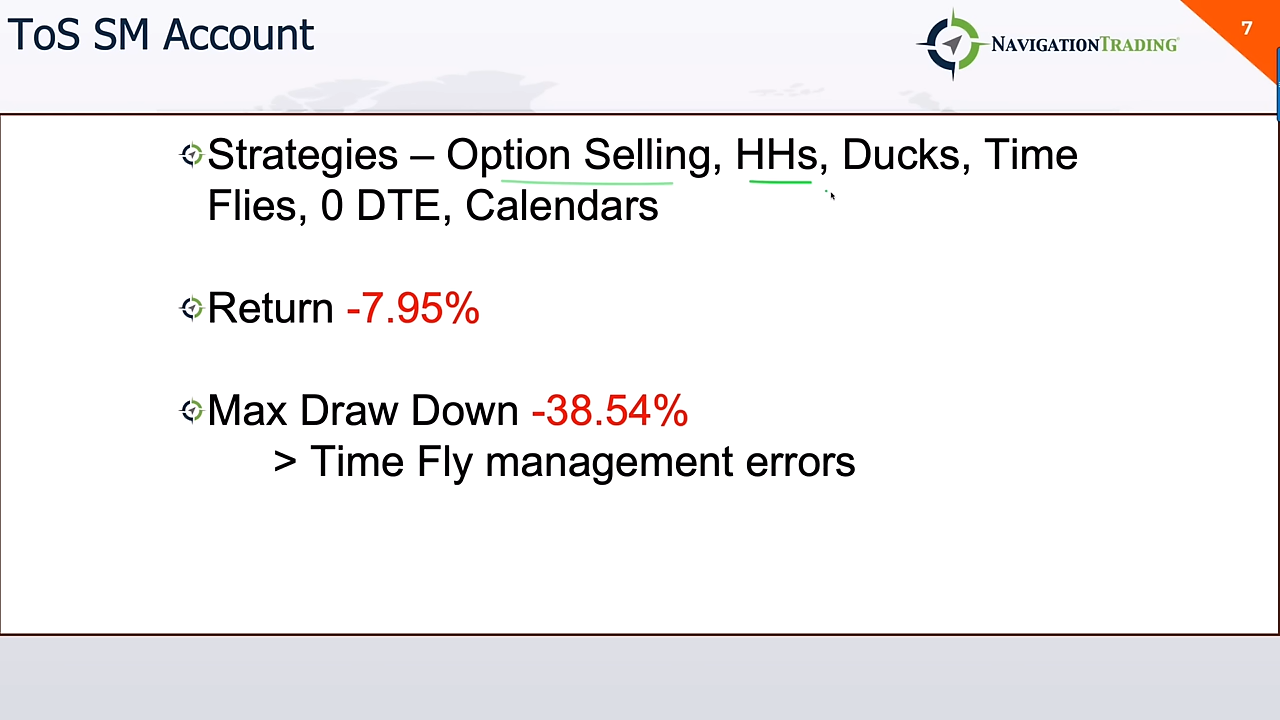 ToS SM Account
NAVIGATIONTRADING®
7
Strategies – Option Selling, HHs, Ducks, Time
Flies, 0 DTE, Calendars
Return -7.95%
Max Draw Down -38.54%
> Time Fly management errors